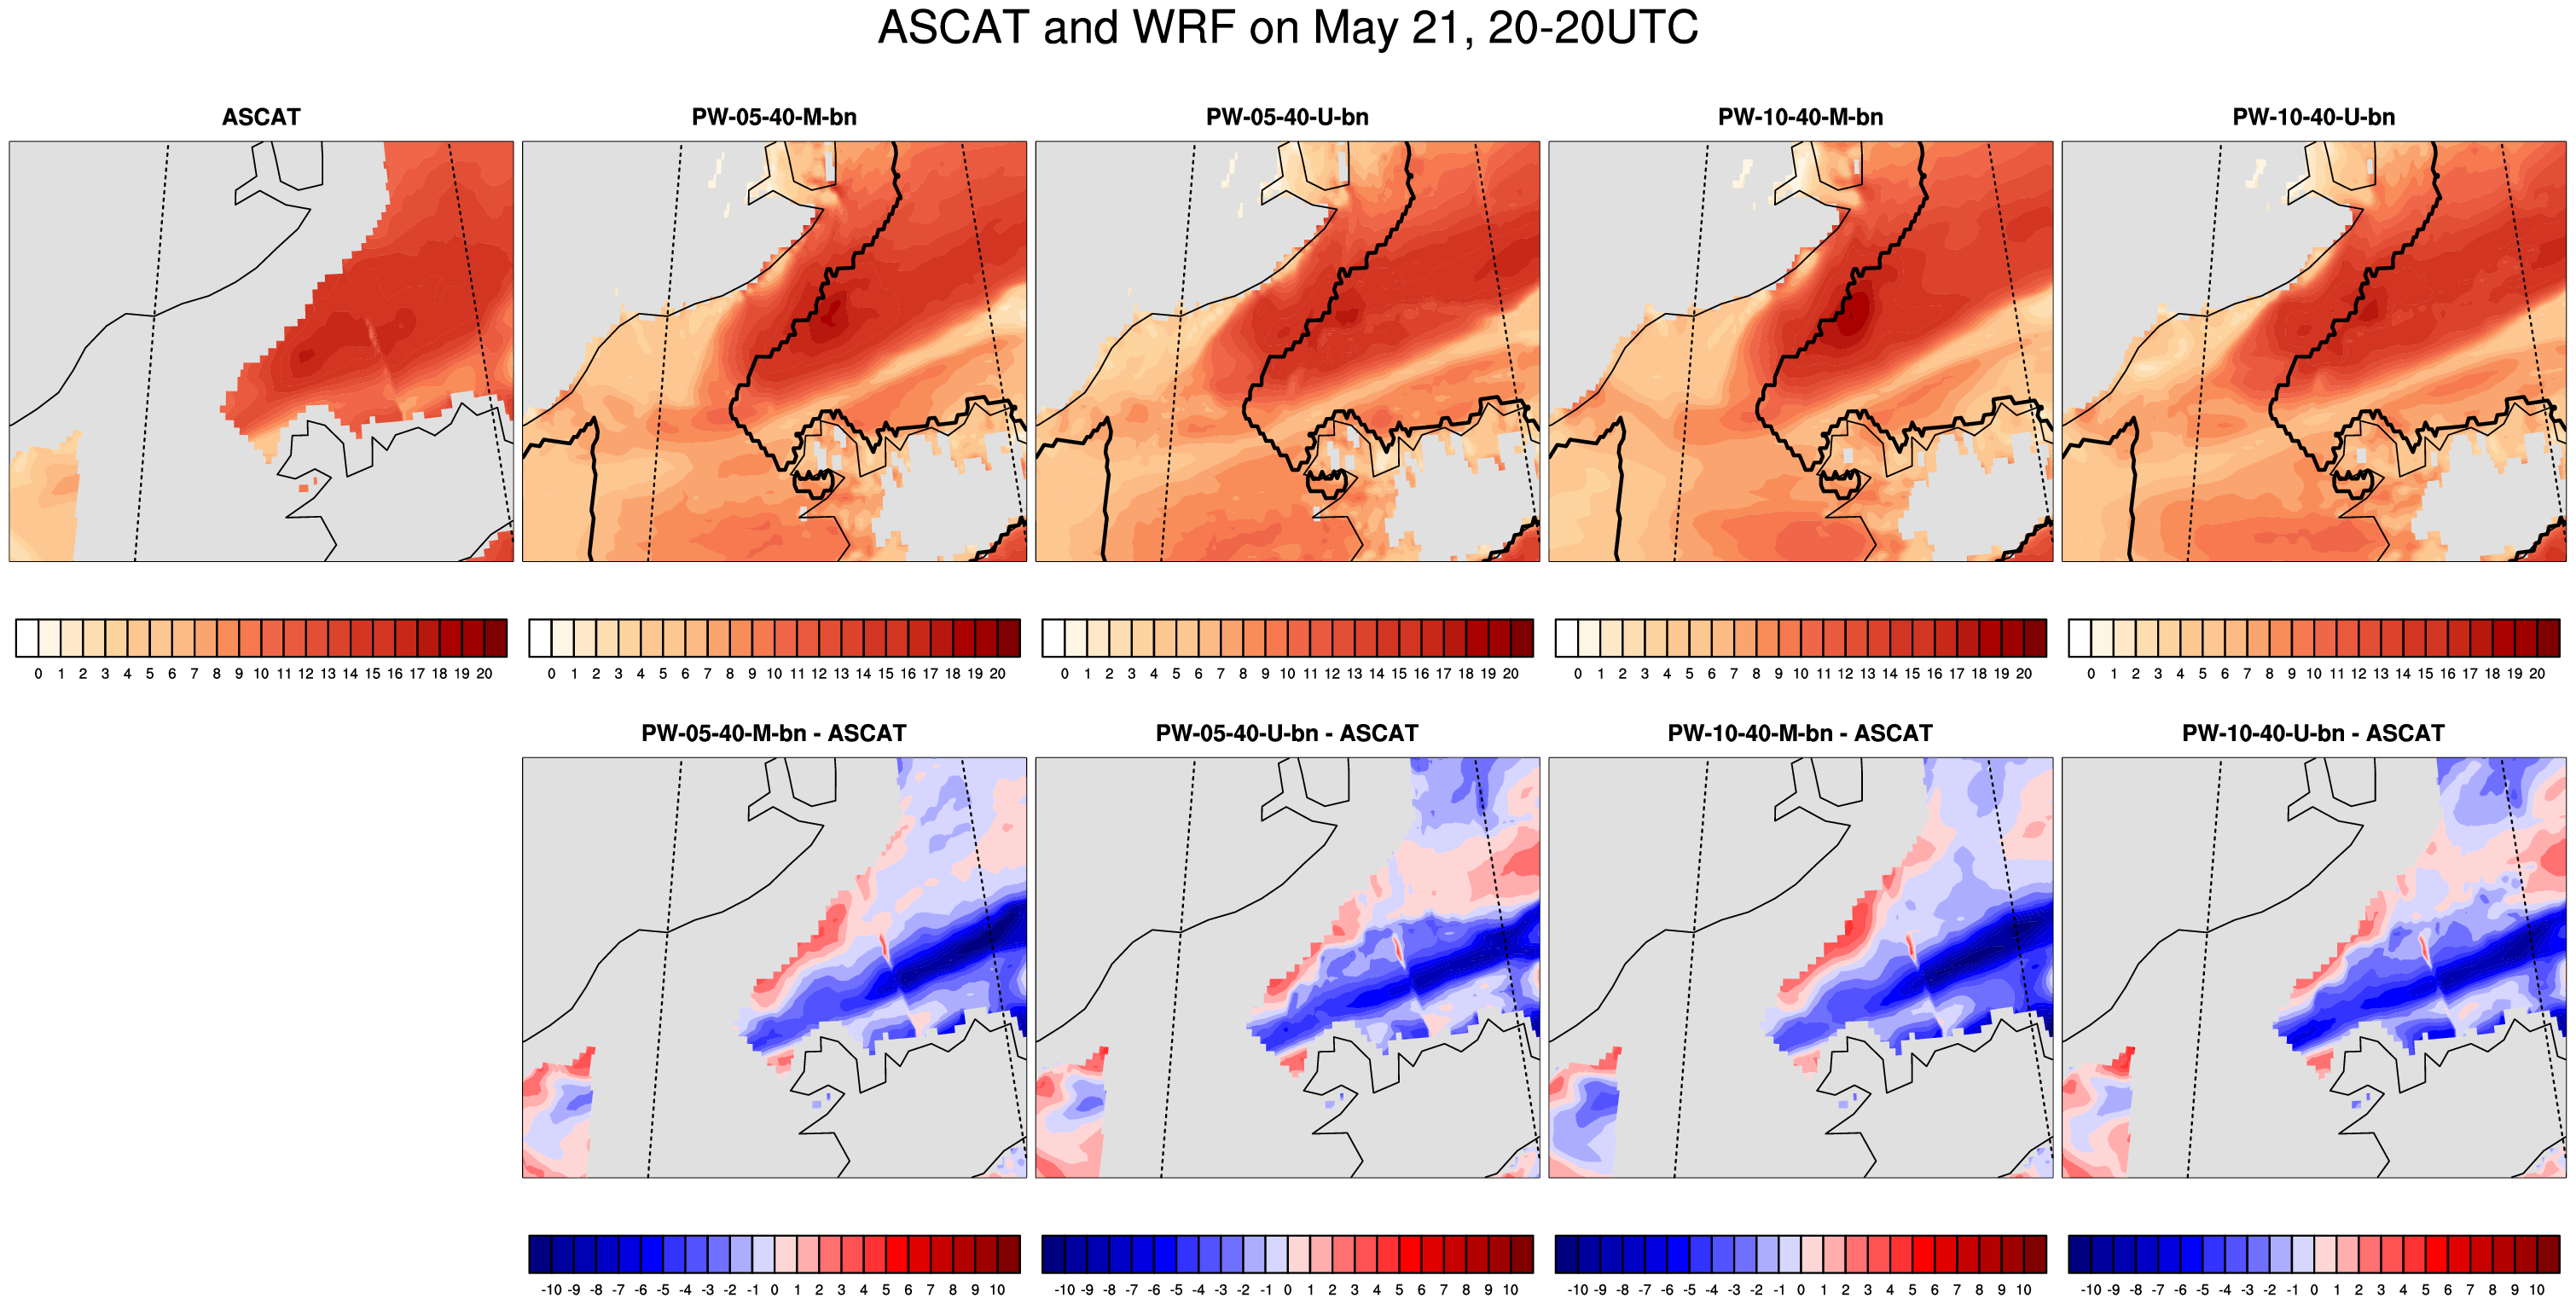 ASCAT and WRF on May 21, 20-20UTC
ASCAT PW-05-40-M-bn PW-05-40-U-bn PW-10-40-M-bn PW-10-40-U-bn
0 1 2 3 4 5 6 7 8 9 10 11 12 13 14 15 16 17 18 19 20 0 1 2 3 4 5 6 7 8 9 10 11 12 13 14 15 16 17 18 19 20 0 1 2 3 4 5 6 7 8 9 10 11 12 13 14 15 16 17 18 19 20 0 1 2 3 4 5 6 7 8 9 10 11 12 13 14 15 16 17 18 19 20 0 1 2 3 4 5 6 7 8 9 10 11 12 13 14 15 16 17 18 19 20
PW-05-40-M-bn - ASCAT PW-05-40-U-bn - ASCAT PW-10-40-M-bn - ASCAT PW-10-40-U-bn - ASCAT
-10 -9 -8 -7 -6 -5 -4 -3 -2 -1 0 1 2 3 4 5 6 7 8 9 10 -10 -9 -8 -7 -6 -5 -4 -3 -2 -1 0 1 2 3 4 5 6 7 8 9 10 -10 -9 -8 -7 -6 -5 -4 -3 -2 -1 0 1 2 3 4 5 6 7 8 9 10 -10 -9 -8 -7 -6 -5 -4 -3 -2 -1 0 1 2 3 4 5 6 7 8 9 10